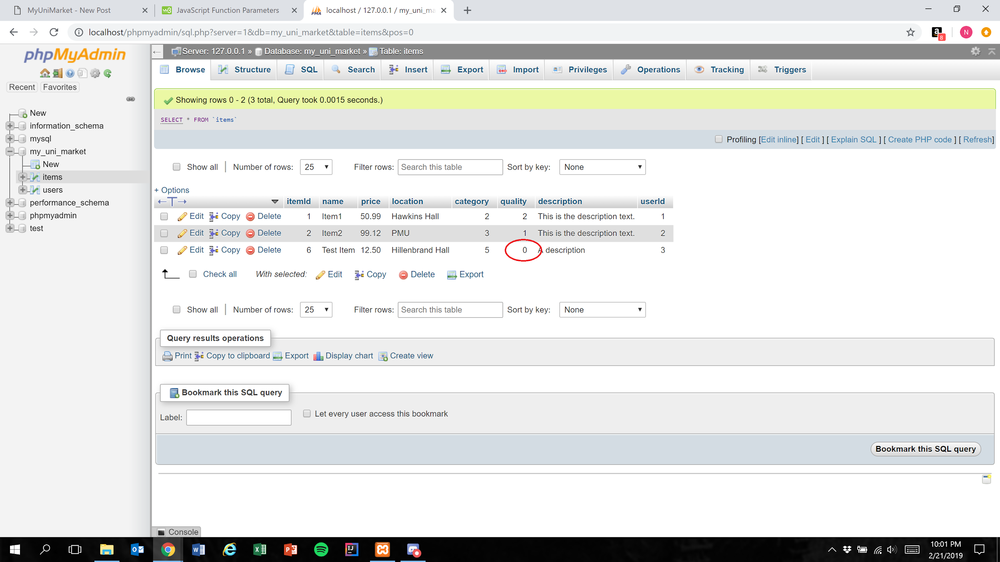 MyUniMarket - New Post
JavaScript Function Parameters
localhost / 127.0.0.1 / my_uni_ma
localhost/phpmyadmin/sql.php?server=1&db=my_uni_market&table=items&pos=0
8
N
phpMyAdmin
Recent Favorites
New
information_schema
mysql
my_uni_market
New
items
users
performance_schema
phpmyadmin
test
Server: 127.0.0.1 » Database: my_uni_market » Table: items
Browse Structure SQL Search Insert Export Import Privileges Operations Tracking Triggers
Showing rows 0 - 2 (3 total, Query took 0.0015 seconds.)
SELECT * FROM `items`
Profiling [Edit inline] [ Edit ] [ Explain SQL ] [ Create PHP code ] [ Refresh]
Show all | Number of rows: 25 Filter rows: Search this table Sort by key: None
+ Options
itemId name price location category quality description userId
Edit Copy Delete 1 Item1 50.99 Hawkins Hall 2 2 This is the description text. 1
Edit Copy Delete 2 Item2 99.12 PMU 3 1 This is the description text. 2
Edit Copy Delete 6 Test Item 12.50 Hillenbrand Hall 5 0 A description 3
Check all With selected: Edit Copy Delete Export
Show all | Number of rows: 25 Filter rows: Search this table Sort by key: None
Query results operations
Print Copy to clipboard Export Display chart Create view
Bookmark this SQL query
Label: Let every user access this bookmark
Bookmark this SQL query
Console
10:01 PM
2/21/2019